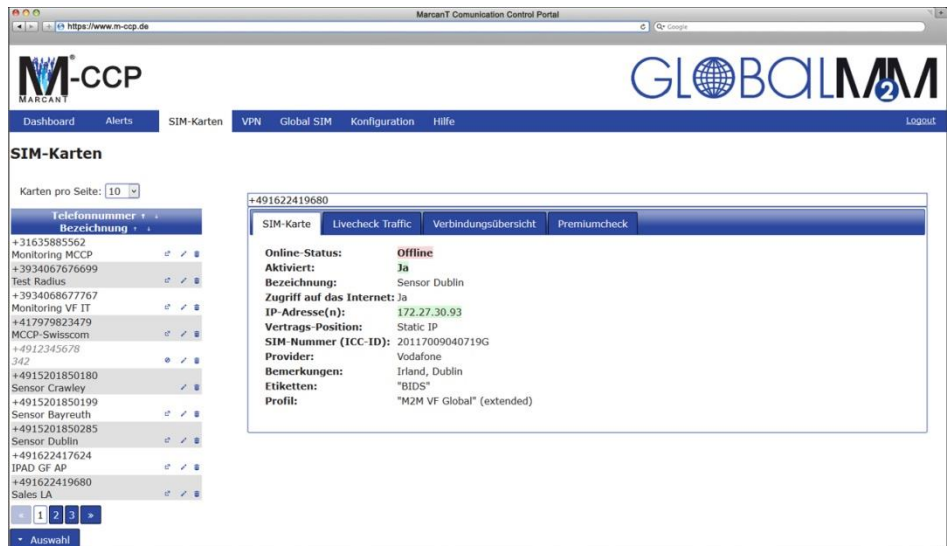 MarcanT Comunication Control Portal
https://www.m-ccp.de
Google
M-CCP
MARCANT
GLOBALM2M
Dashboard Alerts SIM-Karten VPN Global SIM Konfiguration Hilfe Logout
SIM-Karten
Karten pro Seite: 10
Telefonnummer
Bezeichnung
+31635885562
Monitoring MCCP
+3934067676699
Test Radius
+3934068677767
Monitoring VF IT
+417979823479
MCCP-Swisscom
+4912345678
342
+4915201850180
Sensor Crawley
+4915201850199
Sensor Bayreuth
+4915201850285
Sensor Dublin
+491622417624
IPAD GF AP
+491622419680
Sales LA
« 1 2 3 »
Auswahl
+491622419680
SIM-Karte Livecheck Traffic Verbindungsübersicht Premiumcheck
Online-Status: Offline
Aktiviert: Ja
Bezeichnung: Sensor Dublin
Zugriff auf das Internet: Ja
IP-Adresse(n): 172.27.30.93
Vertrags-Position: Static IP
SIM-Nummer (ICC-ID): 20117009040719G
Provider: Vodafone
Bemerkungen: Irland, Dublin
Etiketten: "BIDS"
Profil: "M2M VF Global" (extended)